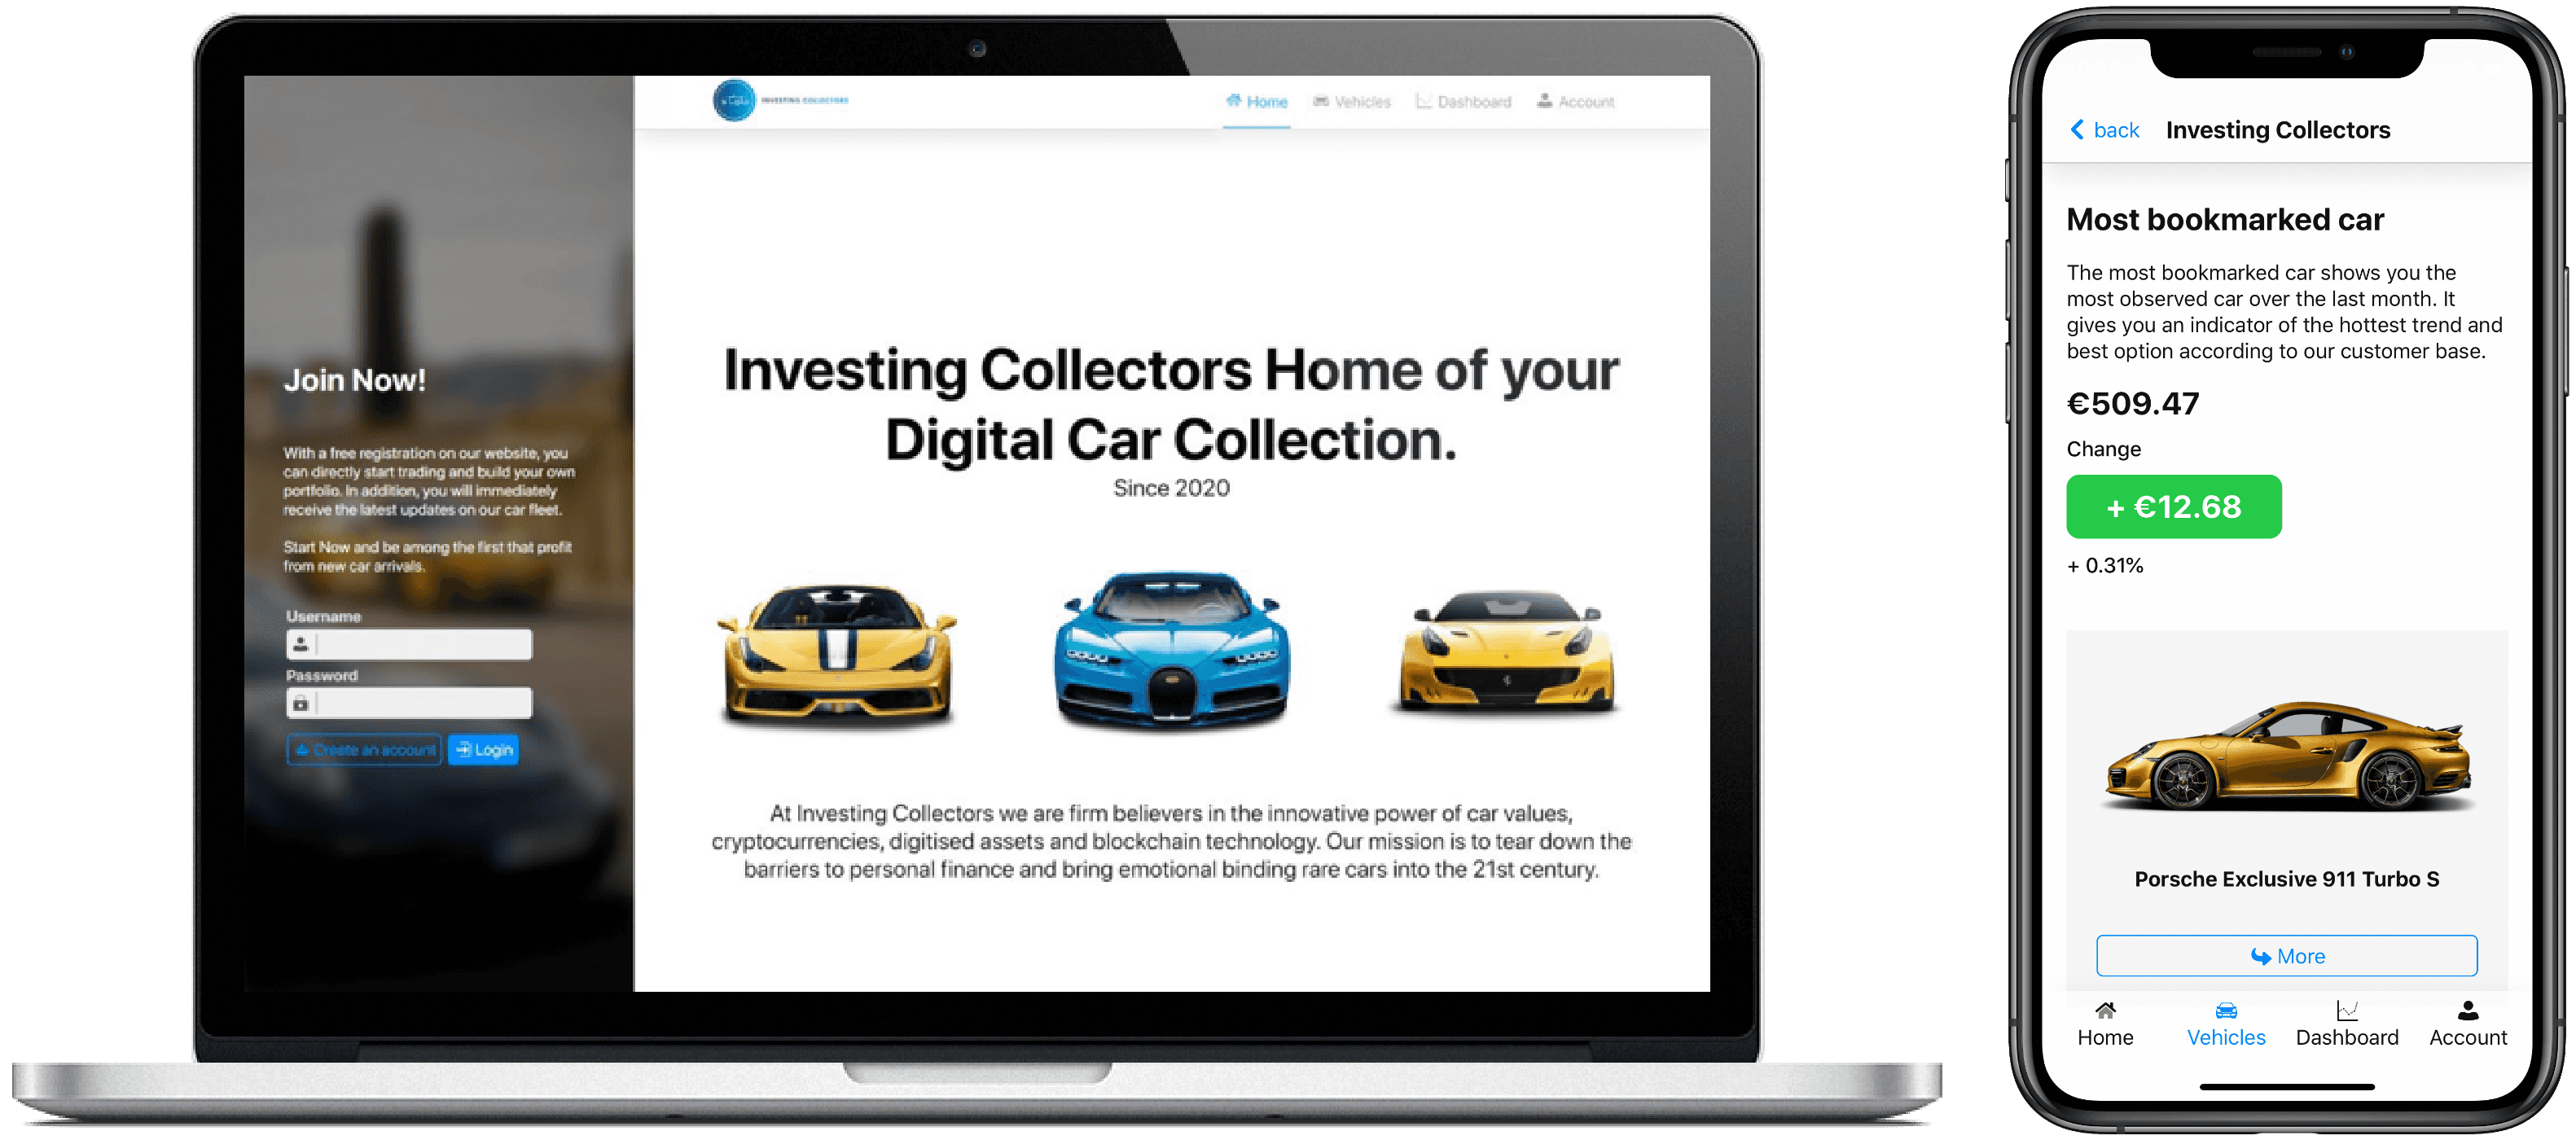 INVESTING COLLECTORS
Home
Vehicles
Dashboard
Account
Join Now!
With a free registration on our website, you
can directly start trading and build your own
portfolio. In addition, you will immediately
receive the latest updates on our car fleet.
Start Now and be among the first that profit
from new car arrivals.
Username
Password
Create an account
Login
Investing Collectors Home of your
Digital Car Collection.
Since 2020
At Investing Collectors we are firm believers in the innovative power of car values,
cryptocurrencies, digitised assets and blockchain technology. Our mission is to tear down the
barriers to personal finance and bring emotional binding rare cars into the 21st century.
back
Investing Collectors
Most bookmarked car
The most bookmarked car shows you the
most observed car over the last month. It
gives you an indicator of the hottest trend and
best option according to our customer base.
€509.47
Change
+ €12.68
+ 0.31%
Porsche Exclusive 911 Turbo S
More
Home
Vehicles
Dashboard
Account